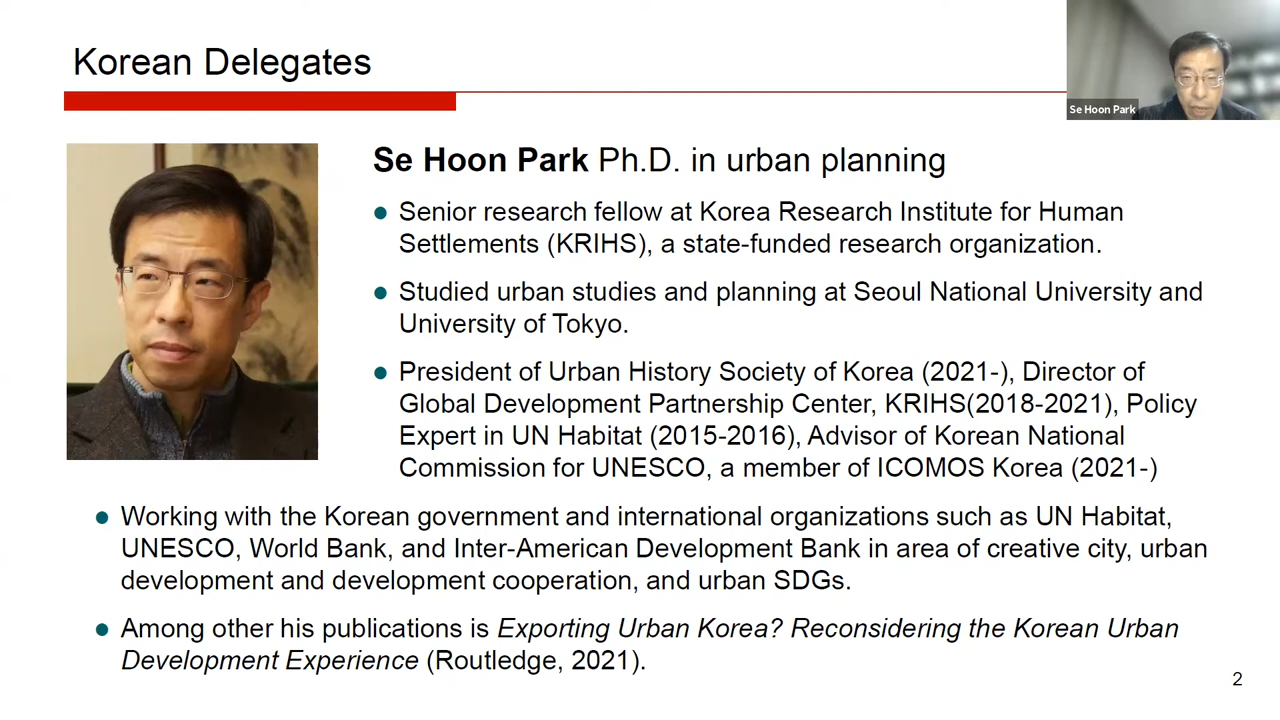 Korean Delegates
Se Hoon Park
Se Hoon Park Ph.D. in urban planning
Senior research fellow at Korea Research Institute for Human
Settlements (KRIHS), a state-funded research organization.
Studied urban studies and planning at Seoul National University and
University of Tokyo.
President of Urban History Society of Korea (2021-), Director of
Global Development Partnership Center, KRIHS(2018-2021), Policy
Expert in UN Habitat (2015-2016), Advisor of Korean National
Commission for UNESCO, a member of ICOMOS Korea (2021-)
Working with the Korean government and international organizations such as UN Habitat,
UNESCO, World Bank, and Inter-American Development Bank in area of creative city, urban
development and development cooperation, and urban SDGs.
Among other his publications is Exporting Urban Korea? Reconsidering the Korean Urban
Development Experience (Routledge, 2021).
2